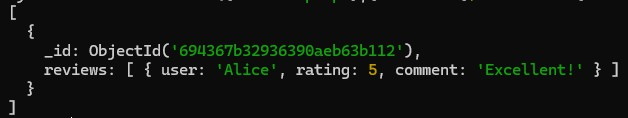 [
  {
    _id: ObjectId('694367b32936390aeb63b112'),
    reviews: [ { user: 'Alice', rating: 5, comment: 'Excellent!' } ]
  }
]